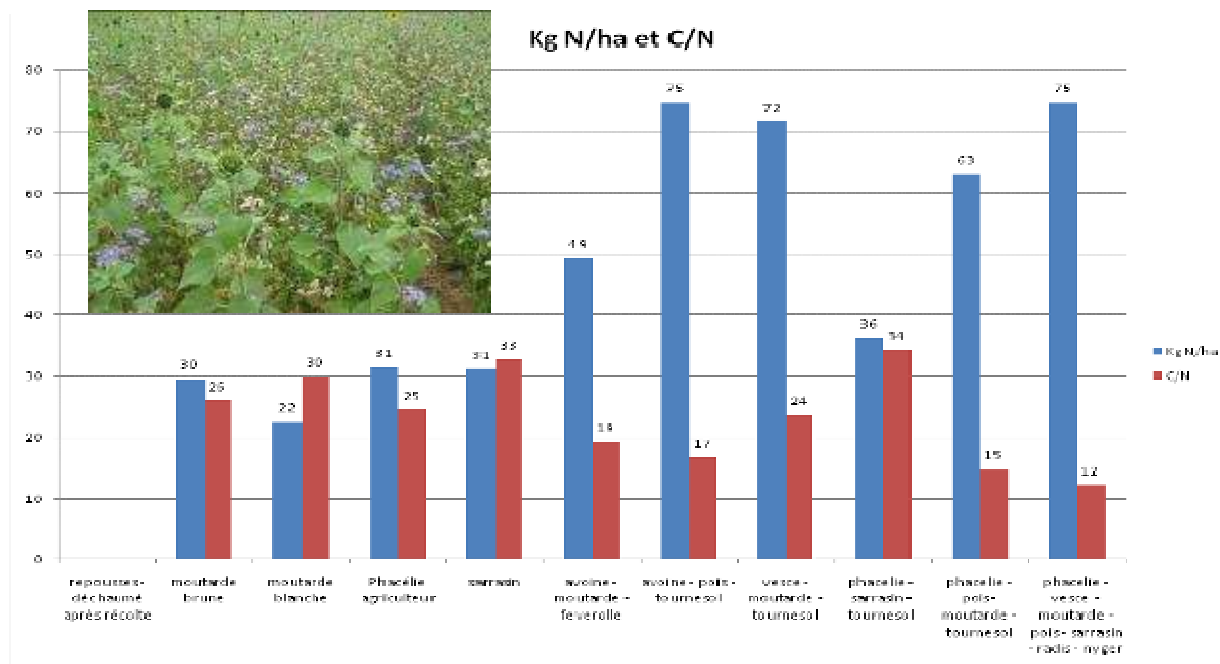 Kg N/ha et C/N
80
70
60
50
40
30
20
10
0
30
26
22
30
31
25
31
33
49
19
75
17
72
24
36
34
63
15
75
12
Kg N/ha
C/N
repousses -
déchaumé
après récolte
moutarde
brune
moutarde
blanche
Phacélie
agriculteur
sarrasin
avoine -
moutarde -
feverolle
avoine - pois -
tournesol
vesce -
moutarde -
tournesol
phacelie -
sarrasin -
tournesol
phacelie -
pois -
moutarde -
tournesol
phacelie -
vesce -
moutarde -
pois - sarrasin
- radis - nyger